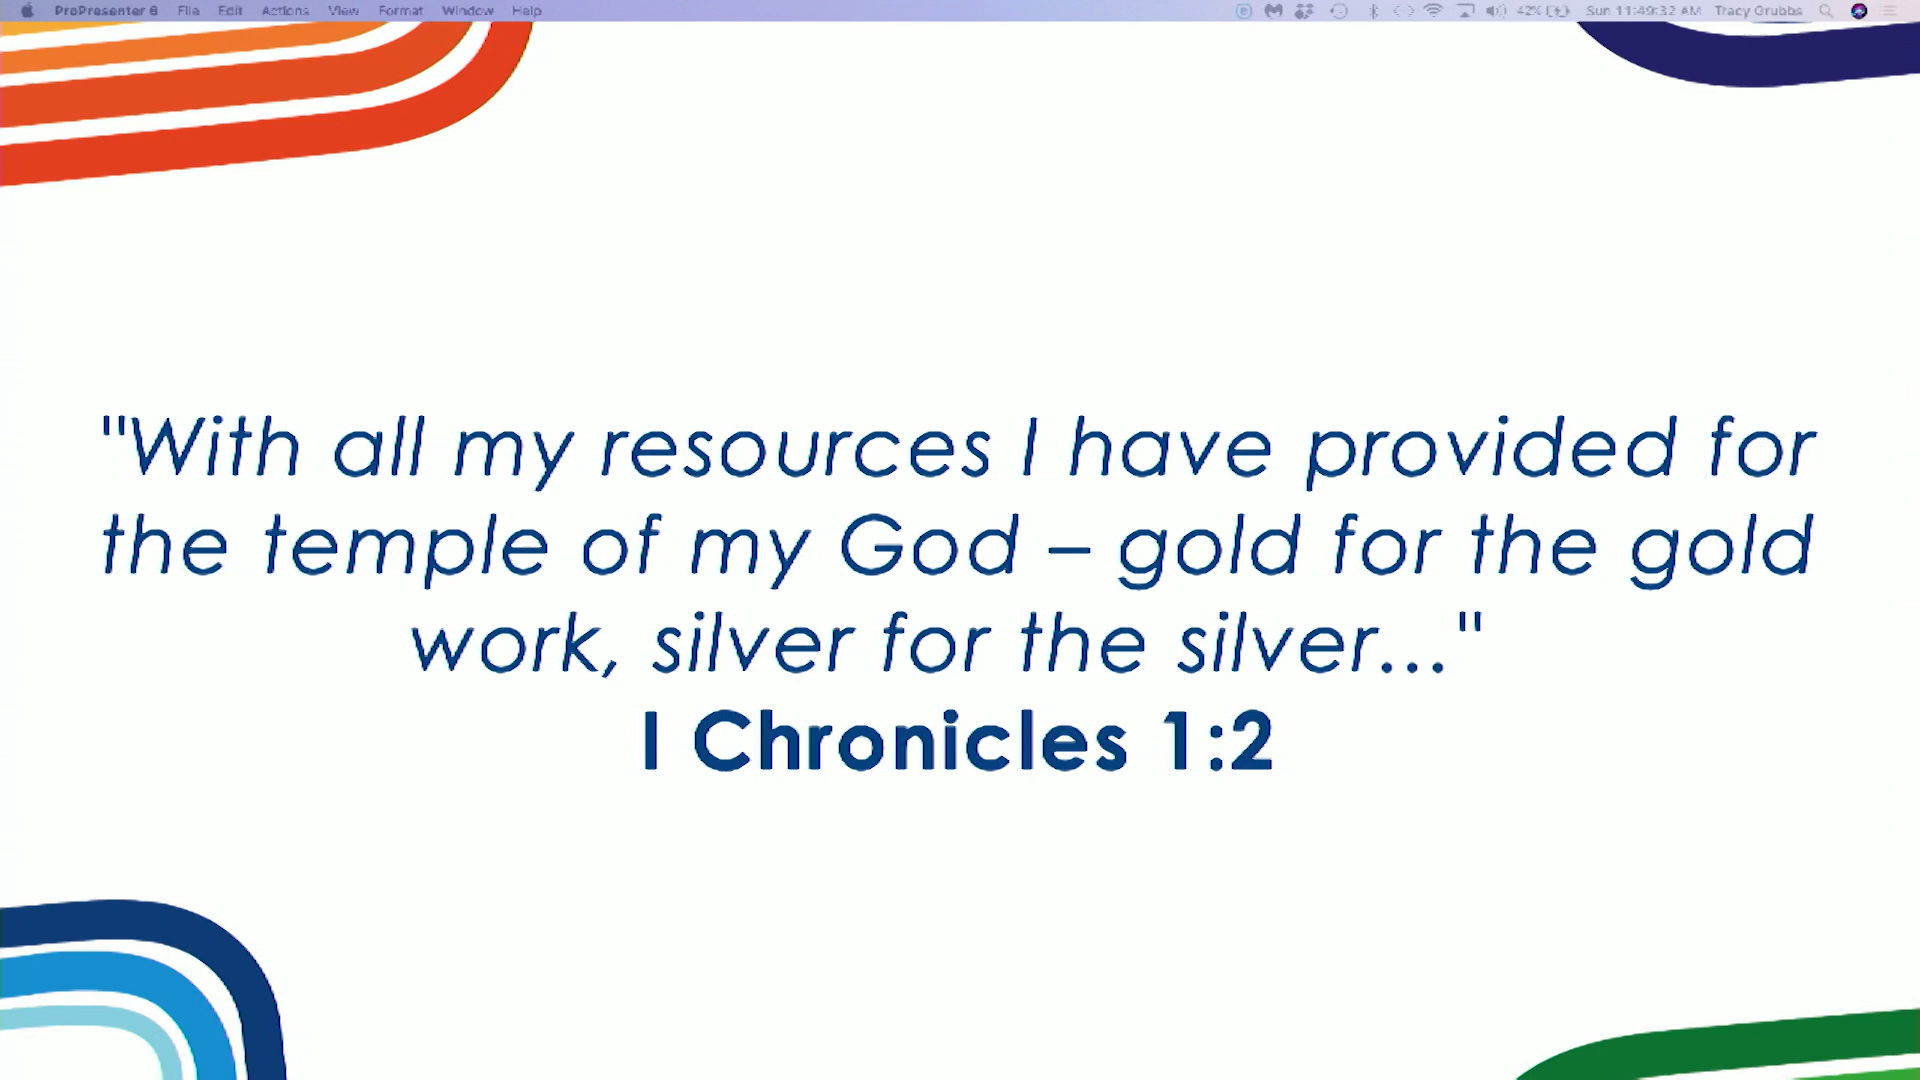 ProPresenter 6 File Edit Actions View Format Window Help 42% Sun 11:49:32 AM Tracy Grubbs
"With all my resources I have provided for
the temple of my God – gold for the gold
work, silver for the silver..."
I Chronicles 1:2